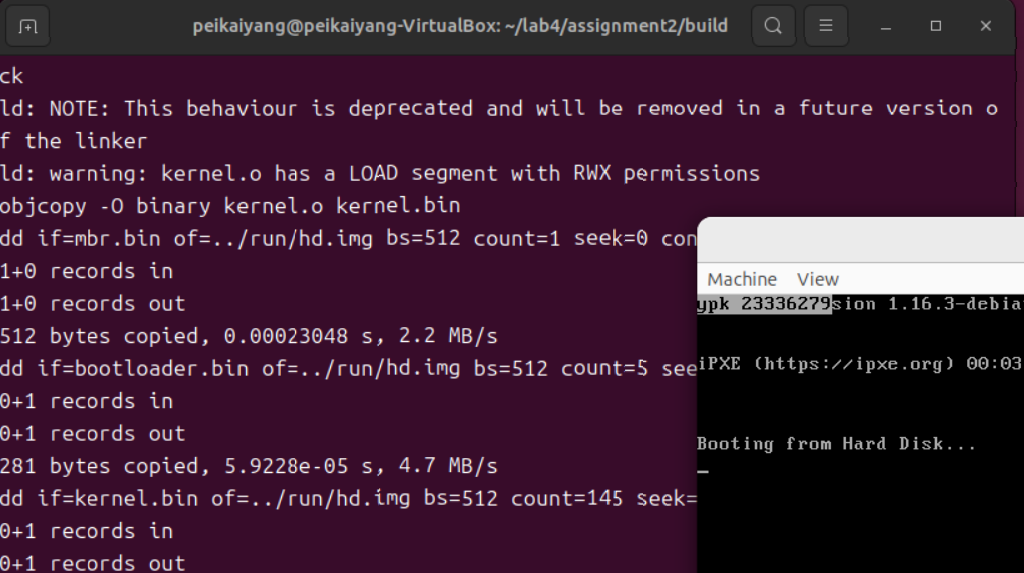 peikaiyang@peikaiyang-VirtualBox: ~/lab4/assignment2/build
ck
ld: NOTE: This behaviour is deprecated and will be removed in a future version o
f the linker
ld: warning: kernel.o has a LOAD segment with RWX permissions
objcopy -O binary kernel.o kernel.bin
dd if=mbr.bin of=../run/hd.img bs=512 count=1 seek=0 con
1+0 records in
1+0 records out
512 bytes copied, 0.00023048 s, 2.2 MB/s
dd if=bootloader.bin of=../run/hd.img bs=512 count=5 see
0+1 records in
0+1 records out
281 bytes copied, 5.9228e-05 s, 4.7 MB/s
dd if=kernel.bin of=../run/hd.img bs=512 count=145 seek=
0+1 records in
0+1 records out
Machine View
ypk 23336279sion 1.16.3-debia
iPXE (https://ipxe.org) 00:03
Booting from Hard Disk...